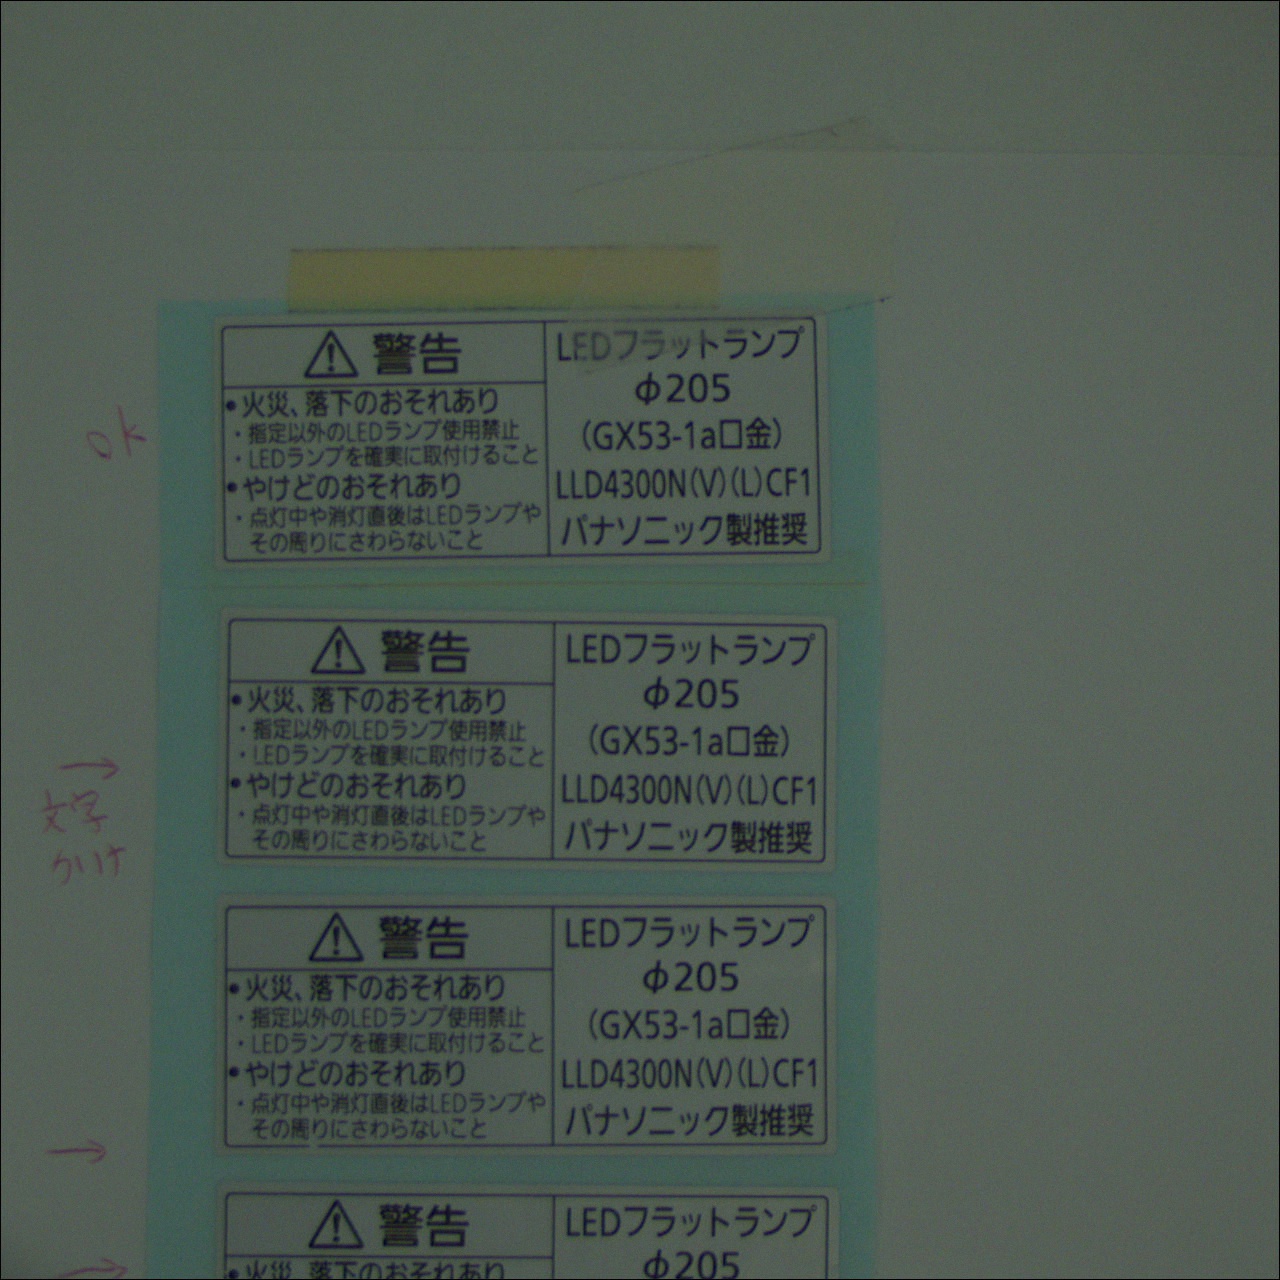 警告
・火災、落下のおそれあり
・指定以外のLEDランプ使用禁止
・LEDランプを確実に取付けること
・やけどのおそれあり
・点灯中や消灯直後はLEDランプや
その周りにさわらないこと
LEDフラットランプ
φ205
(GX53-1a口金)
LLD4300N(V)(L)CF1
パナソニック製推奨
OK
警告
・火災、落下のおそれあり
・指定以外のLEDランプ使用禁止
・LEDランプを確実に取付けること
・やけどのおそれあり
・点灯中や消灯直後はLEDランプや
その周りにさわらないこと
LEDフラットランプ
φ205
(GX53-1a口金)
LLD4300N(V)(L)CF1
パナソニック製推奨
→
文字
カケ
警告
・火災、落下のおそれあり
・指定以外のLEDランプ使用禁止
・LEDランプを確実に取付けること
・やけどのおそれあり
・点灯中や消灯直後はLEDランプや
その周りにさわらないこと
LEDフラットランプ
φ205
(GX53-1a口金)
LLD4300N(V)(L)CF1
パナソニック製推奨
→
警告
・火災、落下のおそれあり
LEDフラットランプ
φ205
→